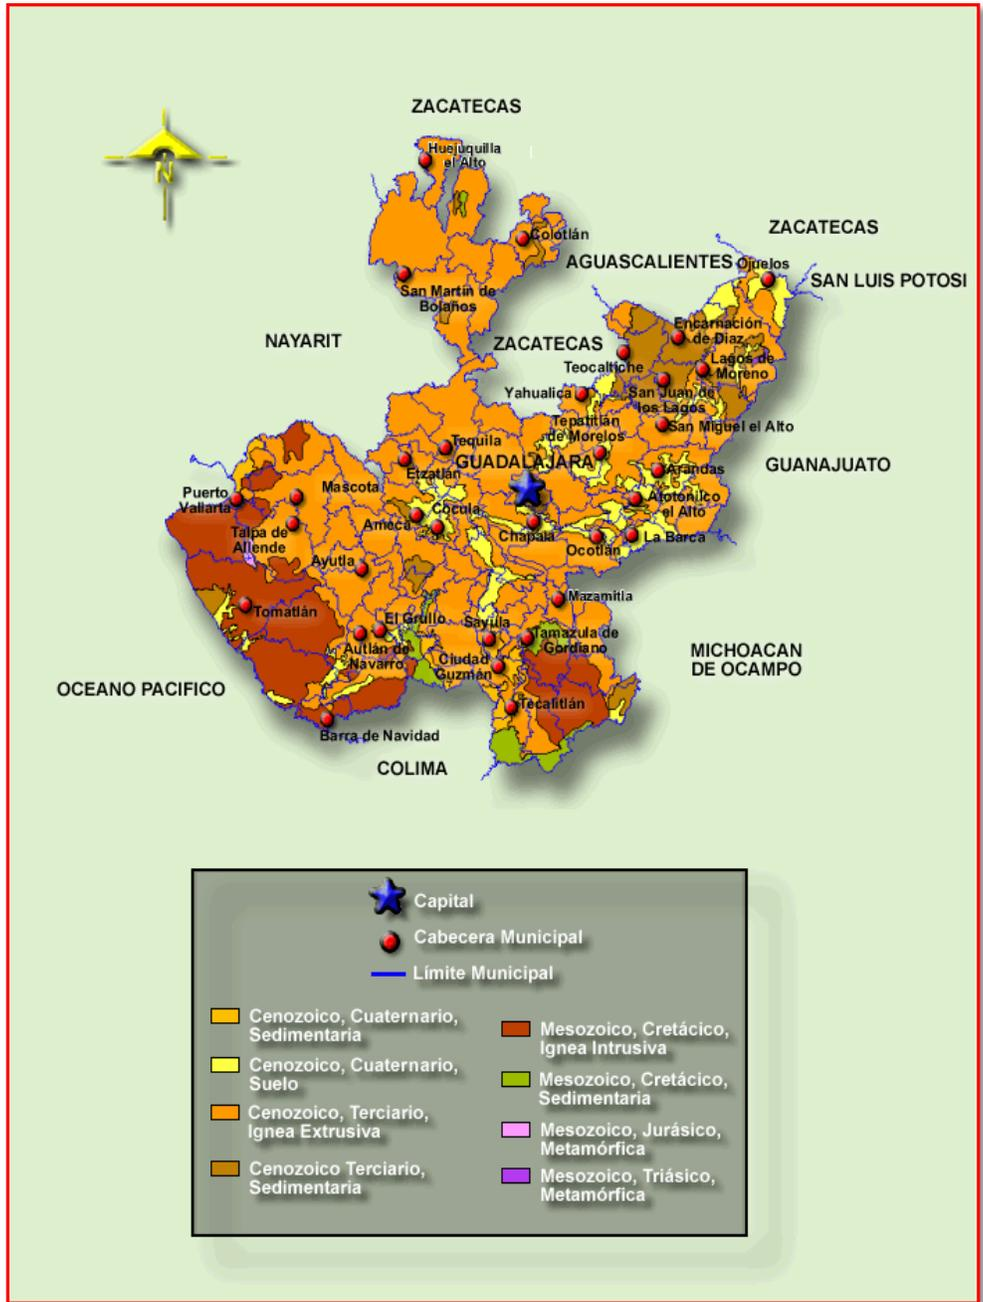 ZACATECAS
Huejuquilla
el Alto
N
Colotlán
ZACATECAS
AGUASCALIENTES
Ojuelos
SAN LUIS POTOSI
San Martín de
Bolaños
NAYARIT
ZACATECAS
Encarnación
de Diaz
Teocaltiche
Lagos de
Moreno
Yahualica
San Juan de
los Lagos
Tepatitlán
de Morelos
San Miguel el Alto
Tequila
GUADALAJARA
Etzatlán
Arandas
GUANAJUATO
Puerto
Vallarta
Mascota
Atotonilco
el Alto
Ameca
Cocula
Talpa de
Allende
Chapala
Ocotlán
La Barca
Ayutla
Mazamitla
Tomatlán
El Grullo
Sayula
Tamazula de
Gordiano
Autlán de
Navarro
Ciudad
Guzmán
MICHOACAN
DE OCAMPO
OCEANO PACIFICO
Tecalitlán
Barra de Navidad
COLIMA
Capital
Cabecera Municipal
Límite Municipal
Cenozoico, Cuaternario,
Sedimentaria
Cenozoico, Cuaternario,
Suelo
Cenozoico, Terciario,
Ignea Extrusiva
Cenozoico Terciario,
Sedimentaria
Mesozoico, Cretácico,
Ignea Intrusiva
Mesozoico, Cretácico,
Sedimentaria
Mesozoico, Jurásico,
Metamórfica
Mesozoico, Triásico,
Metamórfica